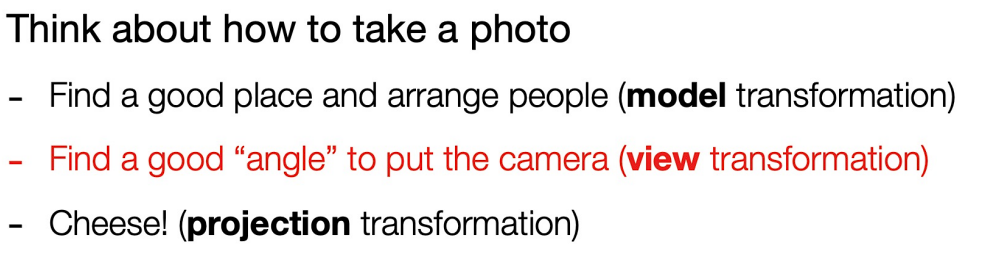 Think about how to take a photo
- Find a good place and arrange people (model transformation)
- Find a good “angle” to put the camera (view transformation)
- Cheese! (projection transformation)